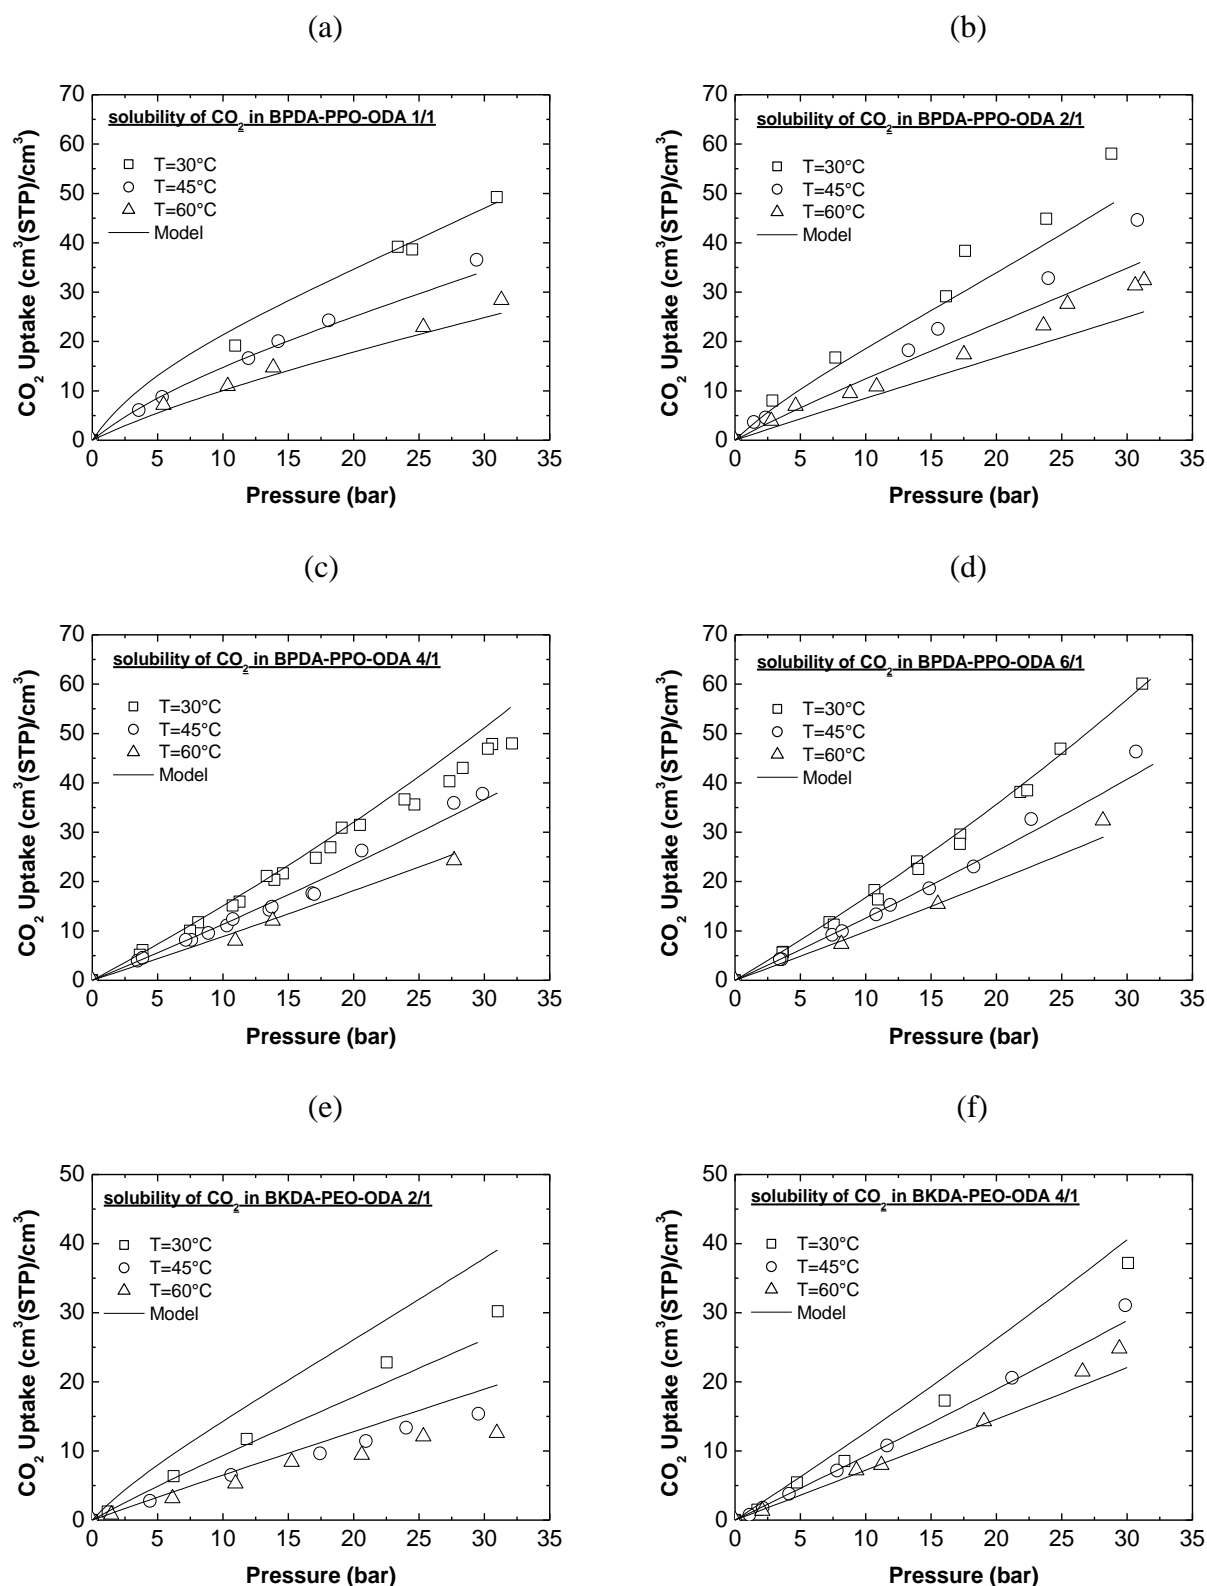 (a)
70
60
50
40
30
20
10
0
CO₂ Uptake (cm³(STP)/cm³)
solubility of CO₂ in BPDA-PPO-ODA 1/1
T=30°C
T=45°C
T=60°C
Model
0 5 10 15 20 25 30 35
Pressure (bar)
(b)
70
60
50
40
30
20
10
0
CO₂ Uptake (cm³(STP)/cm³)
solubility of CO₂ in BPDA-PPO-ODA 2/1
T=30°C
T=45°C
T=60°C
Model
0 5 10 15 20 25 30 35
Pressure (bar)
(c)
70
60
50
40
30
20
10
0
CO₂ Uptake (cm³(STP)/cm³)
solubility of CO₂ in BPDA-PPO-ODA 4/1
T=30°C
T=45°C
T=60°C
Model
0 5 10 15 20 25 30 35
Pressure (bar)
(d)
70
60
50
40
30
20
10
0
CO₂ Uptake (cm³(STP)/cm³)
solubility of CO₂ in BPDA-PPO-ODA 6/1
T=30°C
T=45°C
T=60°C
Model
0 5 10 15 20 25 30 35
Pressure (bar)
(e)
50
40
30
20
10
0
CO₂ Uptake (cm³(STP)/cm³)
solubility of CO₂ in BKDA-PEO-ODA 2/1
T=30°C
T=45°C
T=60°C
Model
0 5 10 15 20 25 30 35
Pressure (bar)
(f)
50
40
30
20
10
0
CO₂ Uptake (cm³(STP)/cm³)
solubility of CO₂ in BKDA-PEO-ODA 4/1
T=30°C
T=45°C
T=60°C
Model
0 5 10 15 20 25 30 35
Pressure (bar)